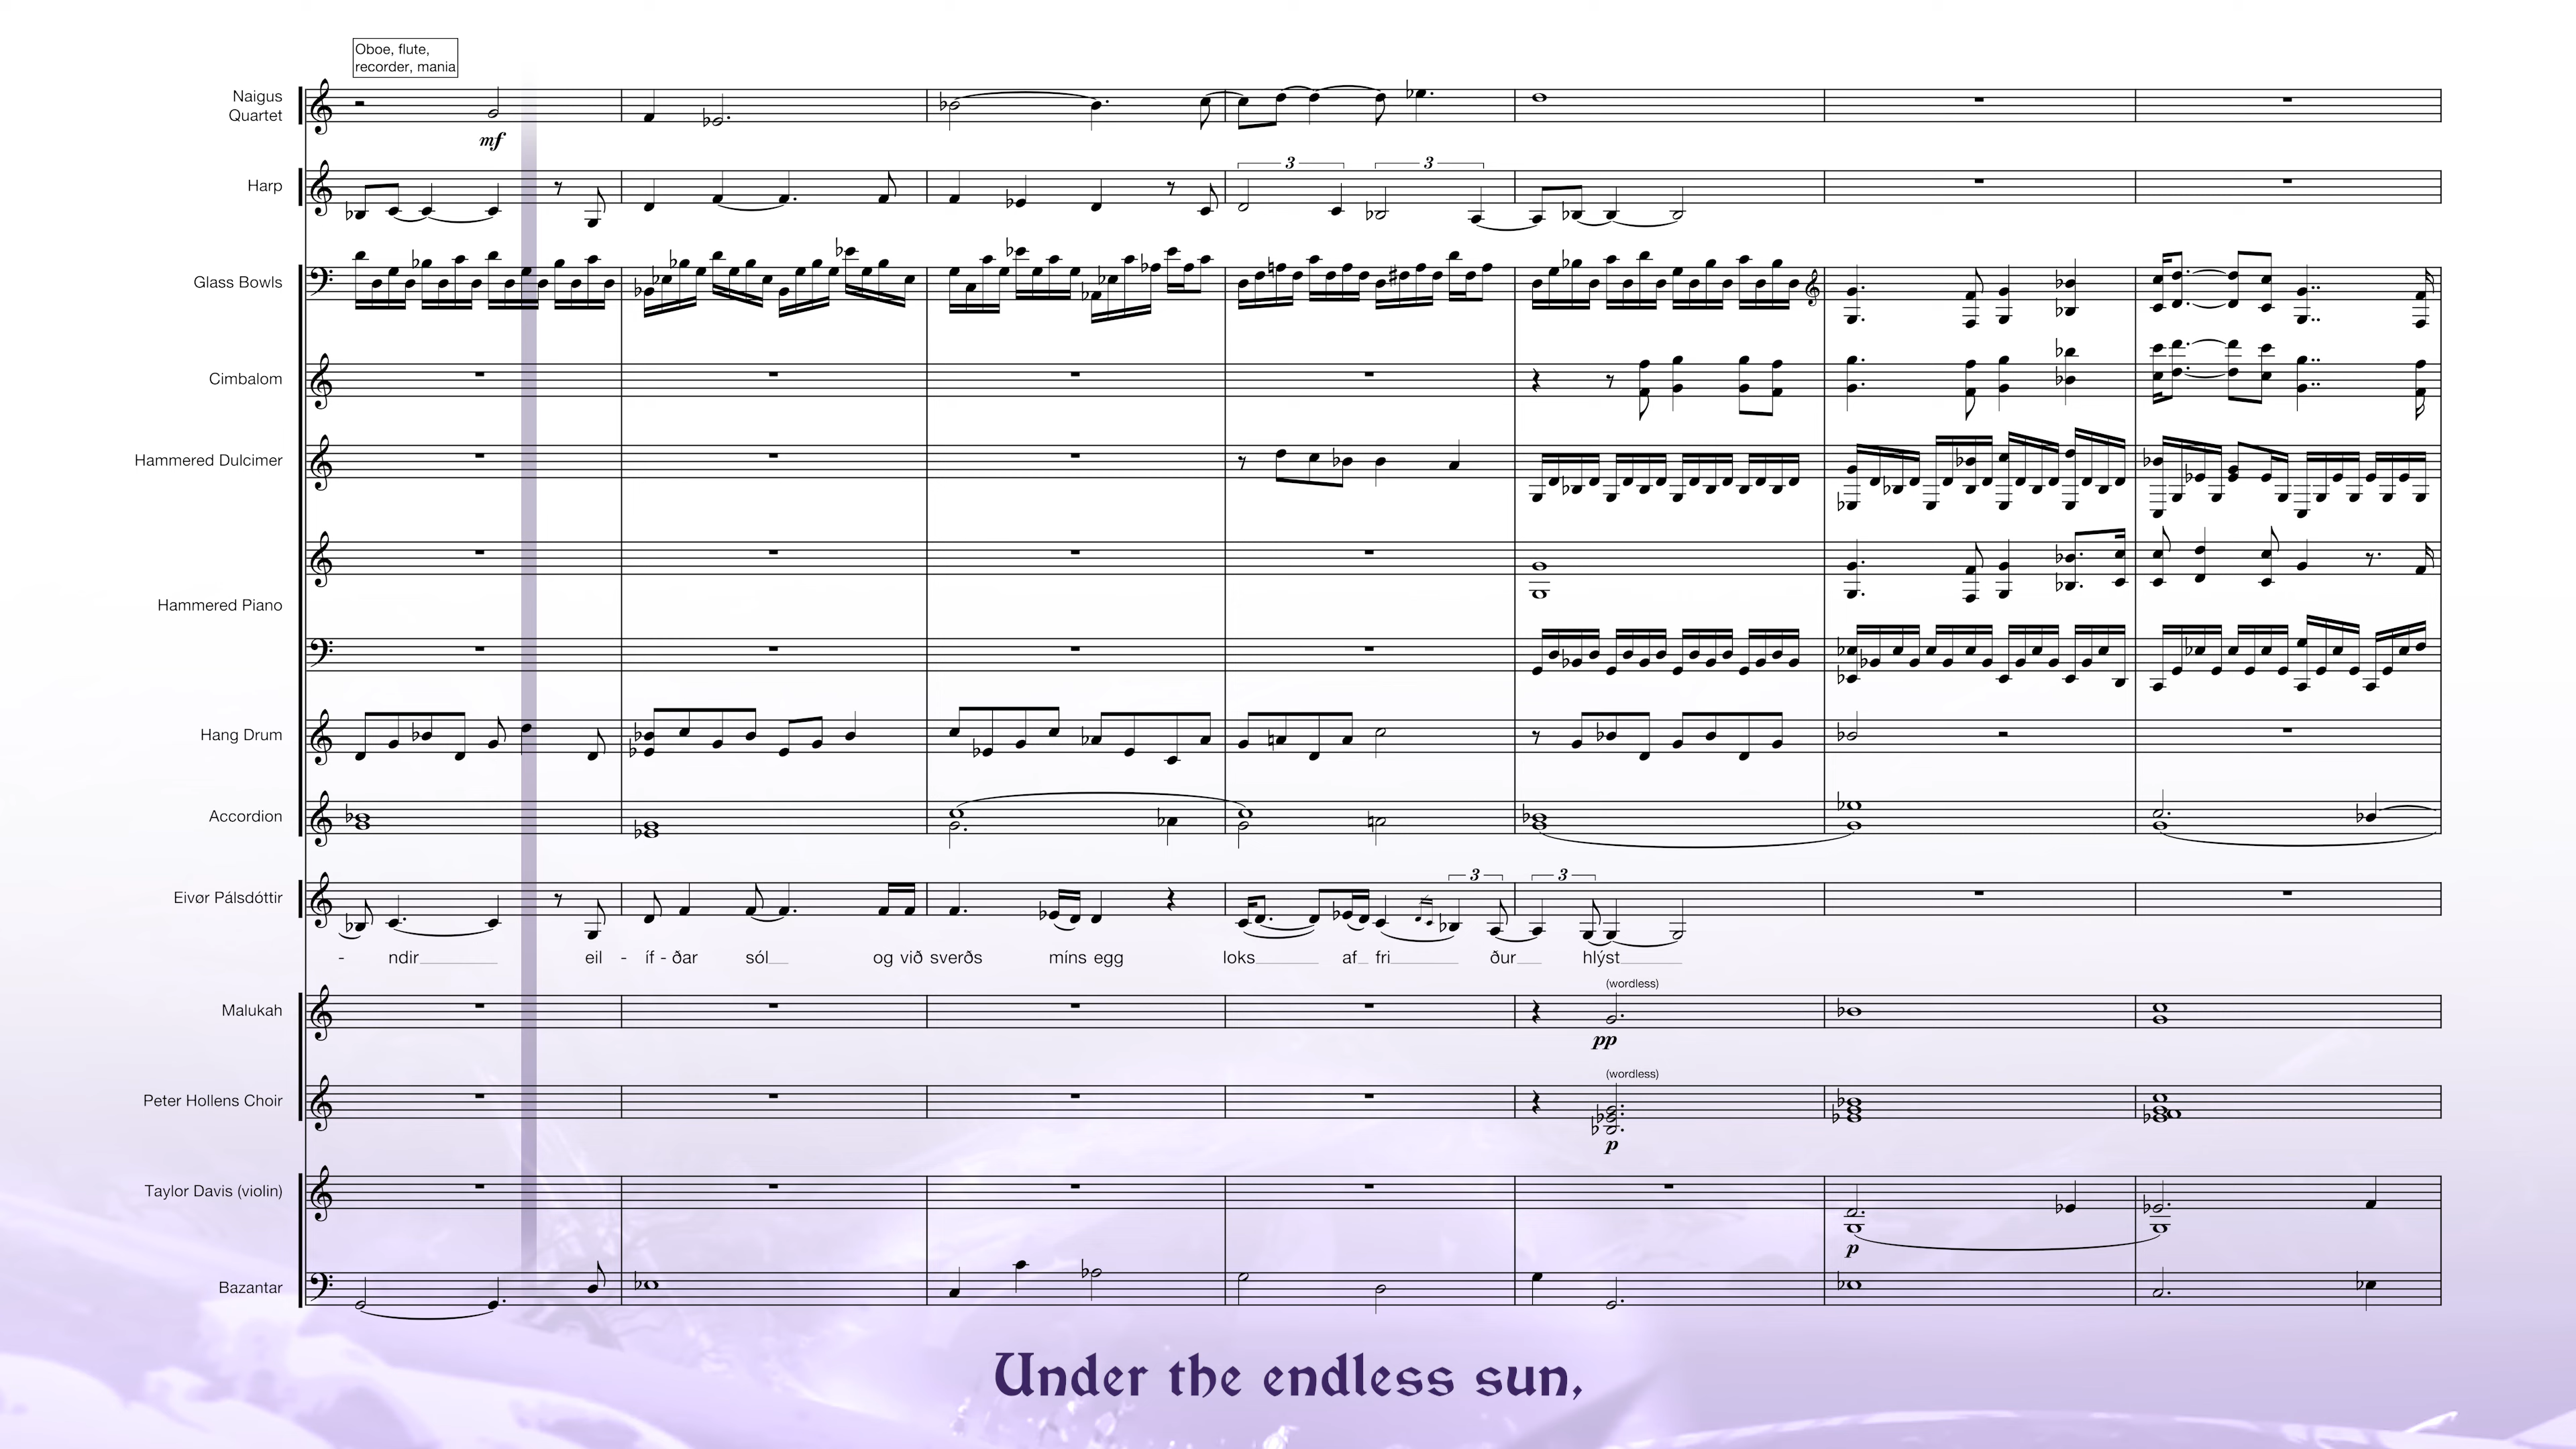 Oboe, flute,
recorder, mania
Naigus
Quartet
mf
Harp
3 3
Glass Bowls
Cimbalom
Hammered Dulcimer
Hammered Piano
Hang Drum
Accordion
Eivør Pálsdóttir
3 3
- ndir eil - íf - ðar sól og við sverðs míns egg loks af fri ður hlýst
(wordless)
Malukah
pp
(wordless)
Peter Hollens Choir
p
Taylor Davis (violin)
p
Bazantar
Under the endless sun,